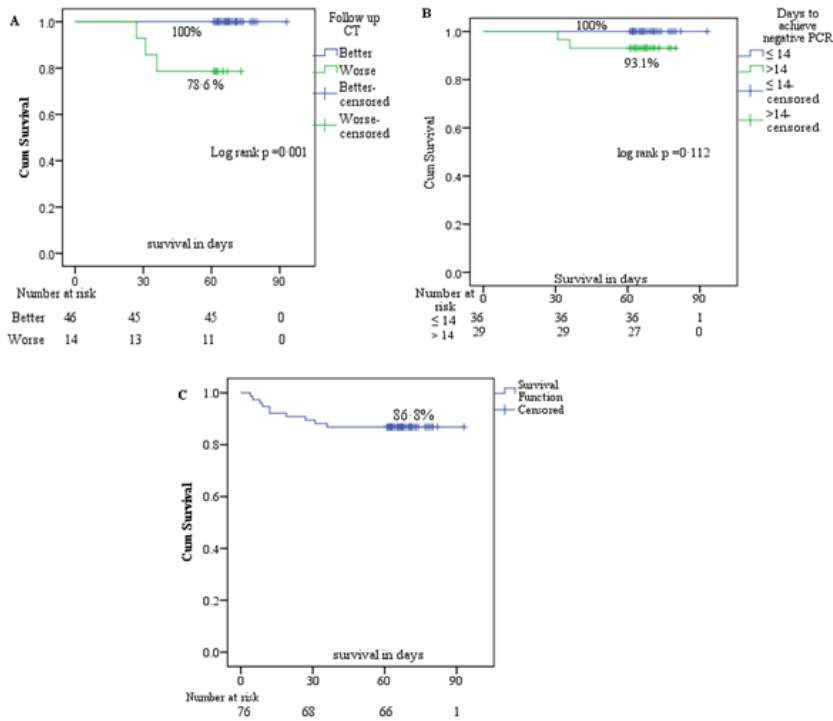 A
Follow up
CT
Better
Worse
Better-
censored
Worse-
censored
1.0
0.8
0.6
0.4
0.2
0.0
Cum Survival
100%
78·6 %
Log rank p =0·001
survival in days
0 30 60 90
Number at risk
Better 46 45 45 0
Worse 14 13 11 0
B
Days to
achieve
negative PCR
≤ 14
>14
≤ 14-
censored
>14-
censored
1.0
0.8
0.6
0.4
0.2
0.0
Cum Survival
100%
93.1%
log rank p =0·112
Survival in days
0 30 60 90
Number at
risk
≤ 14 36 36 36 1
> 14 29 29 27 0
C
Survival
Function
Censored
1.0
0.8
0.6
0.4
0.2
0.0
Cum Survival
86·8%
survival in days
0 30 60 90
Number at risk
76 68 66 1